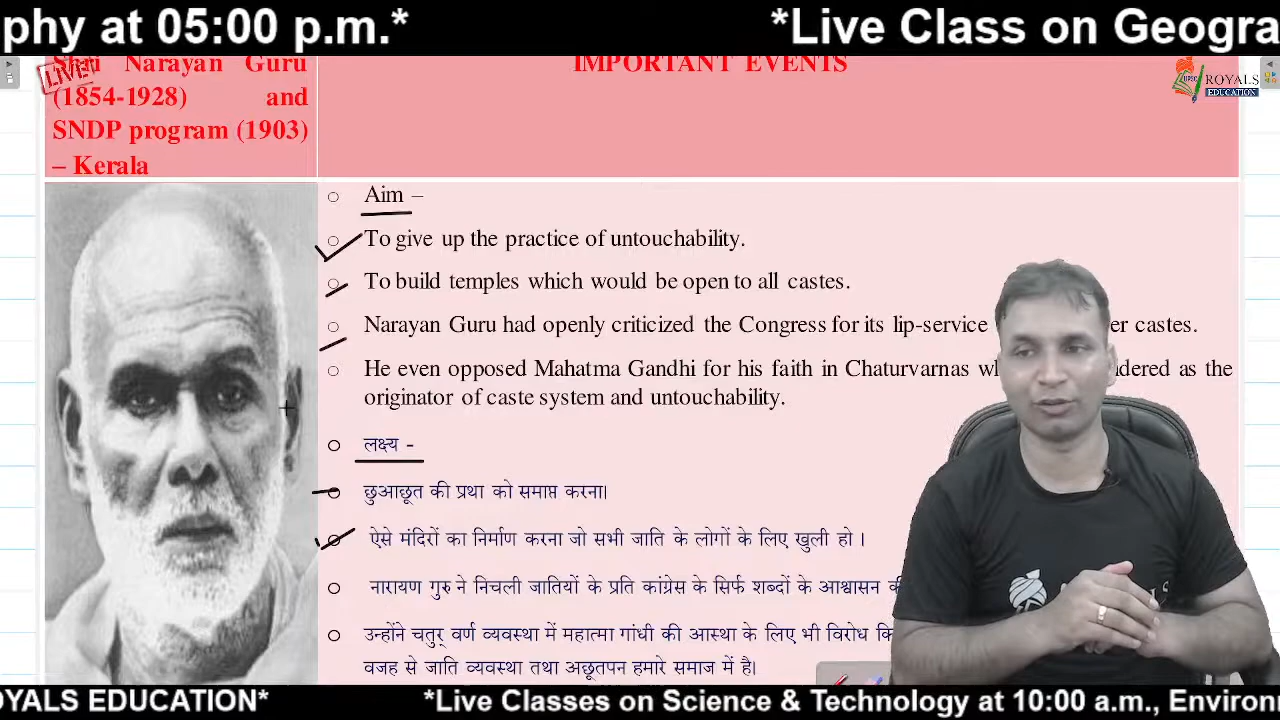 phy at 05:00 p.m.*
*Live Class on Geogra
Shri Narayan Guru
(1854-1928) and
SNDP program (1903)
– Kerala
IMPORTANT EVENTS
LIVE!
UPSC ROYALS
EDUCATION
Aim –
To give up the practice of untouchability.
To build temples which would be open to all castes.
Narayan Guru had openly criticized the Congress for its lip-service er castes.
He even opposed Mahatma Gandhi for his faith in Chaturvarnas wh dered as the
originator of caste system and untouchability.
लक्ष्य -
छुआछूत की प्रथा को समाप्त करना।
ऐसे मंदिरों का निर्माण करना जो सभी जाति के लोगों के लिए खुली हो ।
नारायण गुरु ने निचली जातियों के प्रति कांग्रेस के सिर्फ शब्दों के आश्वासन की
उन्होंने चतुर् वर्ण व्यवस्था में महात्मा गांधी की आस्था के लिए भी विरोध कि
वजह से जाति व्यवस्था तथा अछूतपन हमारे समाज में है।
OYALS EDUCATION*
*Live Classes on Science & Technology at 10:00 a.m., Environ